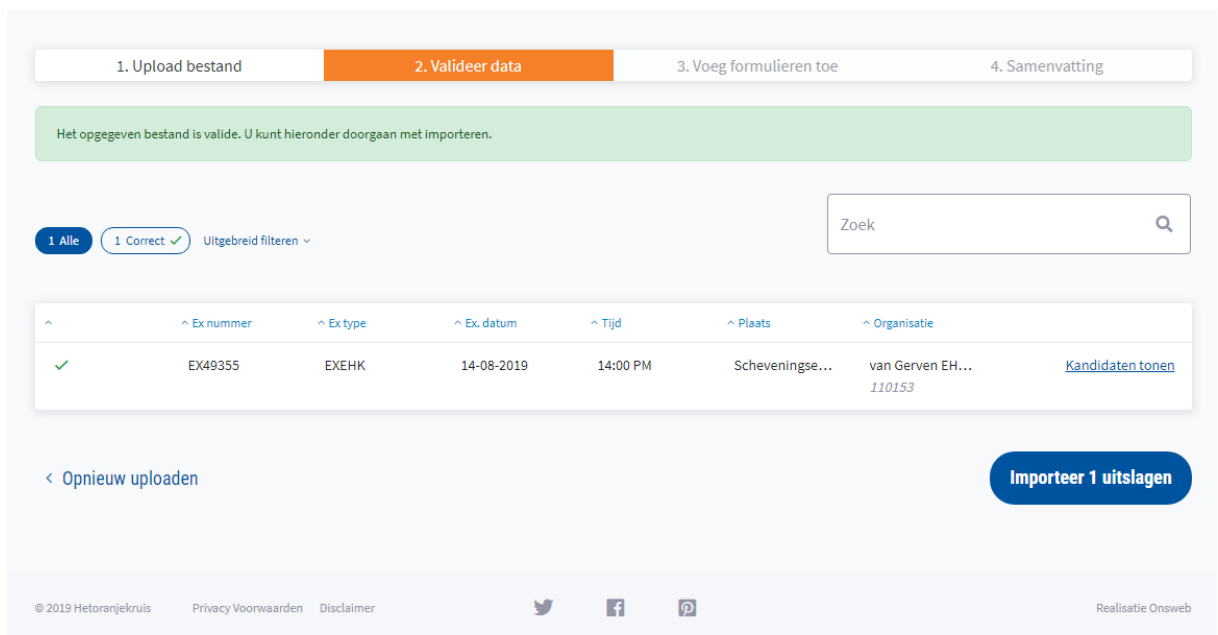 1. Upload bestand 2. Valideer data 3. Voeg formulieren toe 4. Samenvatting
Het opgegeven bestand is valide. U kunt hieronder doorgaan met importeren.
Zoek
1 Alle 1 Correct Uitgebreid filteren
Ex nummer Ex type Ex. datum Tijd Plaats Organisatie
EX49355 EXEHK 14-08-2019 14:00 PM Scheveningse... van Gerven EH... Kandidaten tonen
110153
Opnieuw uploaden Importeer 1 uitslagen
© 2019 Hetoranjekruis Privacy Voorwaarden Disclaimer Realisatie Onsweb